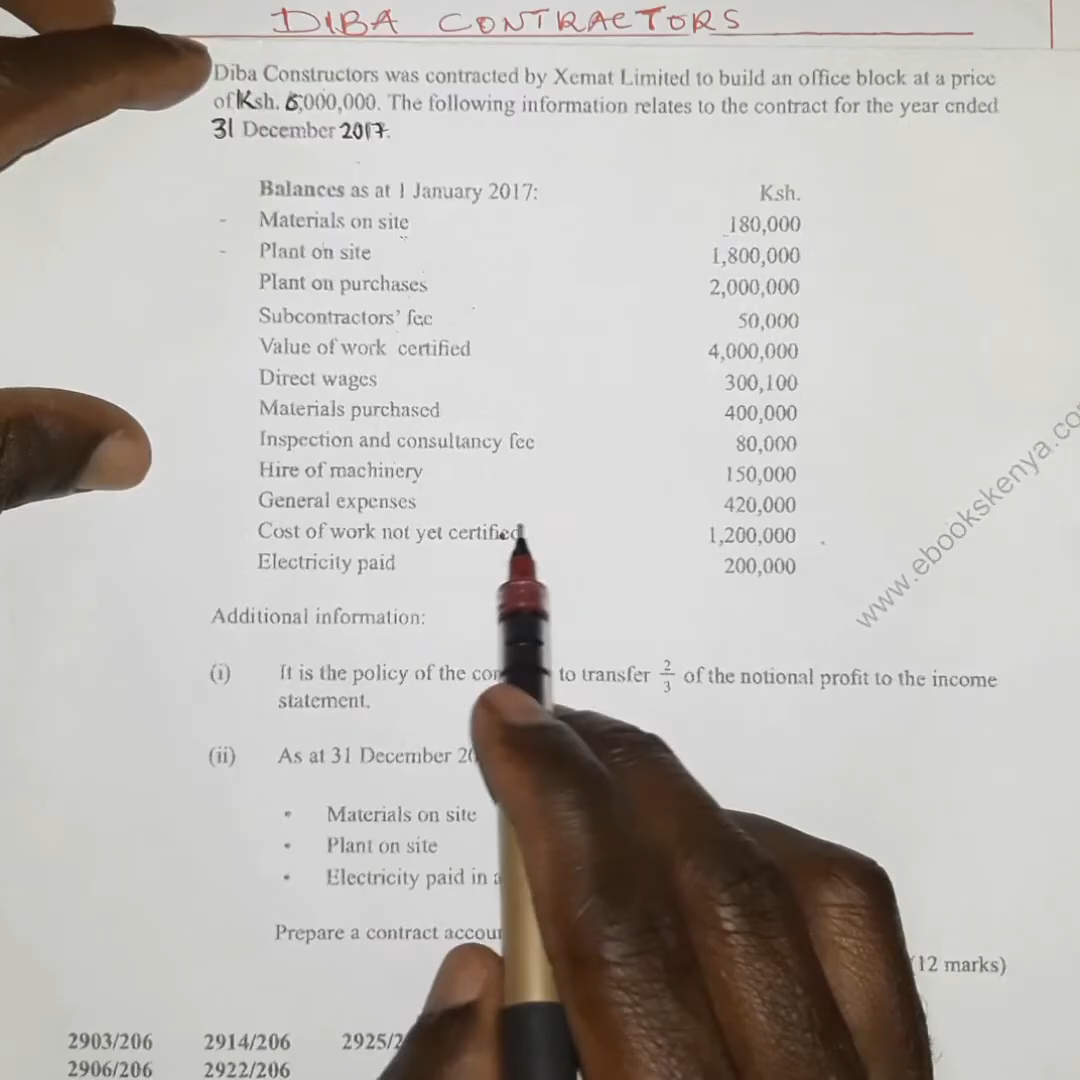 DIBA CONTRACTORS
Diba Constructors was contracted by Xemat Limited to build an office block at a price
of Ksh. 6,000,000. The following information relates to the contract for the year ended
31 December 2017.
Balances as at 1 January 2017: Ksh.
- Materials on site 180,000
- Plant on site 1,800,000
Plant on purchases 2,000,000
Subcontractors' fee 50,000
Value of work certified 4,000,000
Direct wages 300,100
Materials purchased 400,000
Inspection and consultancy fee 80,000
Hire of machinery 150,000
General expenses 420,000
Cost of work not yet certified 1,200,000
Electricity paid 200,000
www.ebookskenya.co
Additional information:
(i) It is the policy of the to transfer 2/3 of the notional profit to the income
statement.
(ii) As at 31 December
• Materials on site
• Plant on site
• Electricity paid in
Prepare a contract
(12 marks)
2903/206 2914/206 2925/2
2906/206 2922/206